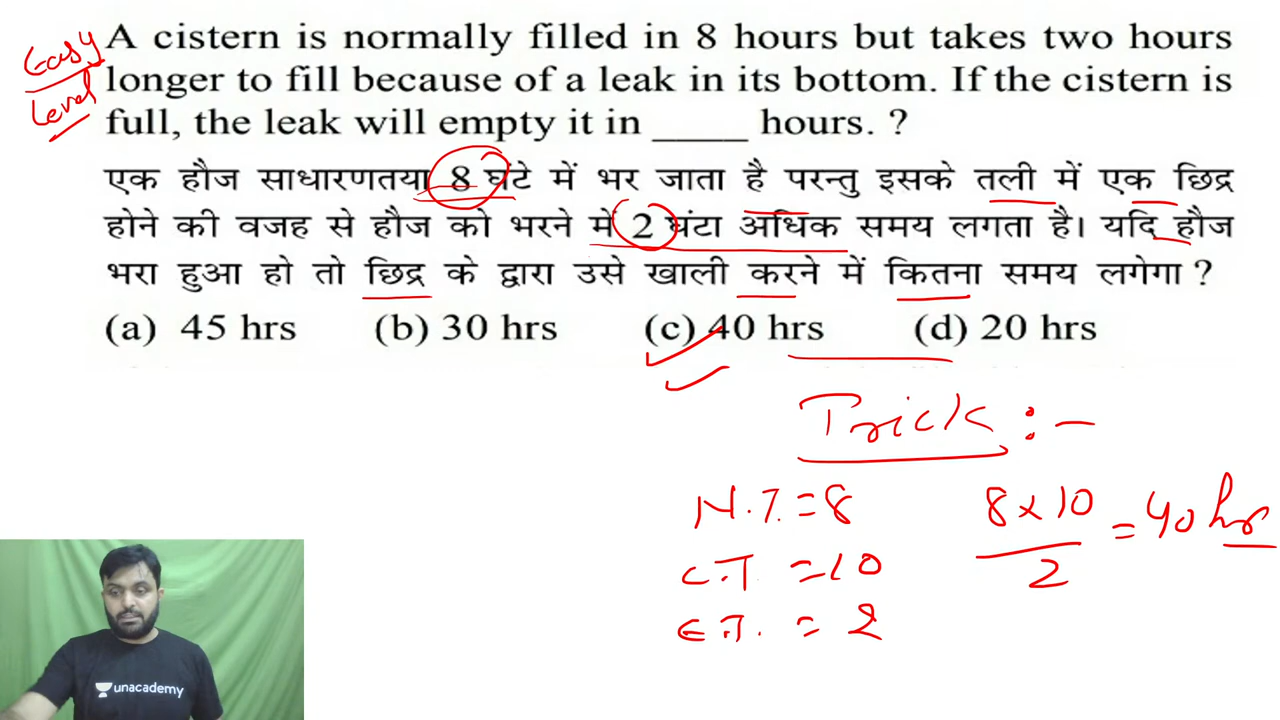 Easy
Level
A cistern is normally filled in 8 hours but takes two hours
longer to fill because of a leak in its bottom. If the cistern is
full, the leak will empty it in ____ hours. ?
एक हौज साधारणतया 8 घंटे में भर जाता है परन्तु इसके तली में एक छिद्र
होने की वजह से हौज को भरने में 2 घंटा अधिक समय लगता है। यदि हौज
भरा हुआ हो तो छिद्र के द्वारा उसे खाली करने में कितना समय लगेगा ?
(a) 45 hrs (b) 30 hrs (c) 40 hrs (d) 20 hrs
Trick :-
N.T. = 8
C.T. = 10
E.T. = 2
8 x 10
2
= 40 hr
unacademy